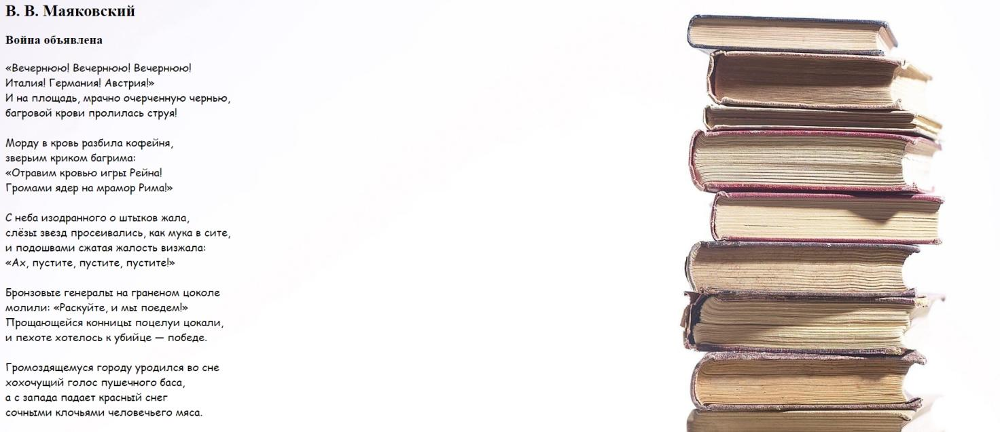 В. В. Маяковский
Война объявлена
«Вечернюю! Вечернюю! Вечернюю!
Италия! Германия! Австрия!»
И на площадь, мрачно очерченную чернью,
багровой крови пролилась струя!
Морду в кровь разбила кофейня,
зверьим криком багрима:
«Отравим кровью игры Рейна!
Громами ядер на мрамор Рима!»
С неба изодранного о штыков жала,
слёзы звезд просеивались, как мука в сите,
и подошвами сжатая жалость визжала:
«Ах, пустите, пустите, пустите!»
Бронзовые генералы на граненом цоколе
молили: «Раскуйте, и мы поедем!»
Прощающейся конницы поцелуи цокали,
и пехоте хотелось к убийце — победе.
Громоздящемуся городу уродился во сне
хохочущий голос пушечного баса,
а с запада падает красный снег
сочными клочьями человечьего мяса.